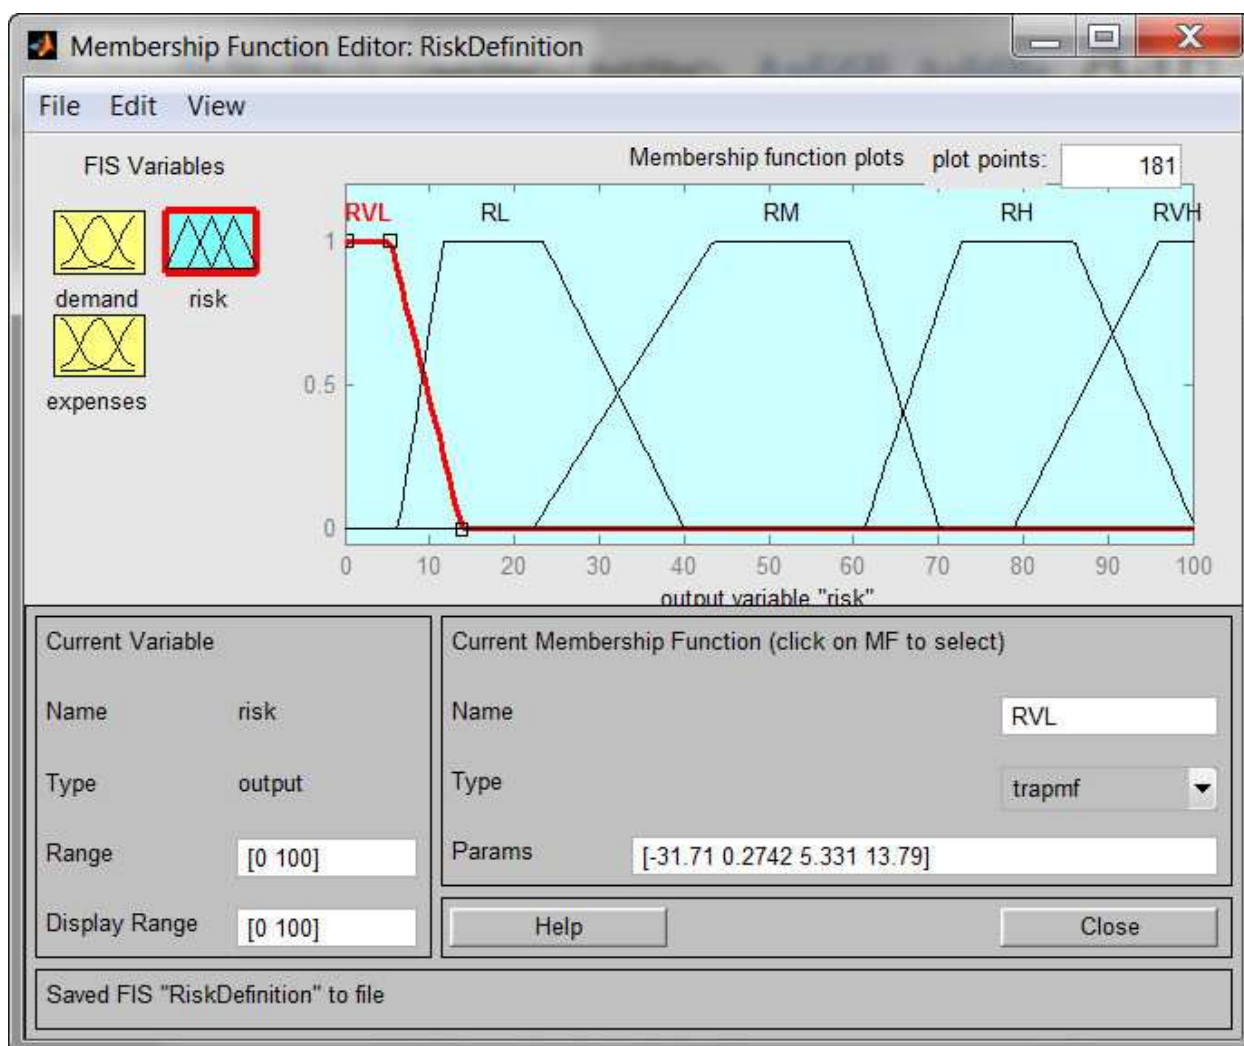 Membership Function Editor: RiskDefinition
File Edit View
FIS Variables
Membership function plots plot points: 181
RVL RL RM RH RVH
1
demand risk
0.5
expenses
0
0 10 20 30 40 50 60 70 80 90 100
output variable "risk"
Current Variable
Current Membership Function (click on MF to select)
Name risk
Name RVL
Type output
Type trapmf
Range [0 100]
Params [-31.71 0.2742 5.331 13.79]
Display Range [0 100]
Help Close
Saved FIS "RiskDefinition" to file